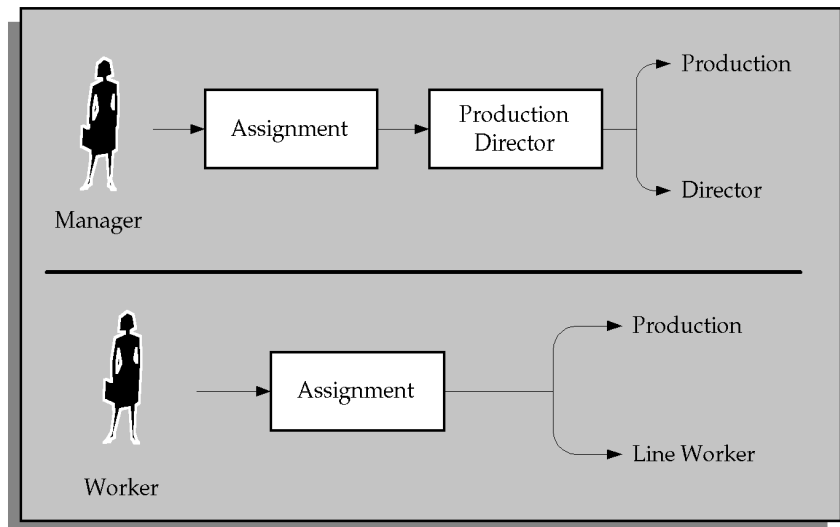 Assignment
Production
Director
Production
Director
Manager
Assignment
Production
Line Worker
Worker